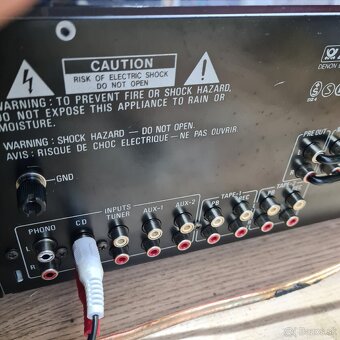 CAUTION
RISK OF ELECTRIC SHOCK
DO NOT OPEN
WARNING: TO PREVENT FIRE OR SHOCK HAZARD,
DO NOT EXPOSE THIS APPLIANCE TO RAIN OR
MOISTURE.
WARNING: SHOCK HAZARD — DO NOT OPEN.
AVIS: RISQUE DE CHOC ELECTRIQUE — NE PAS OUVRIR.
DENON
GND
PRE OUT
INPUTS
PHONO
CD
TUNER
AUX-1
AUX-2
TAPE-1
PB
REC
PB
L
R